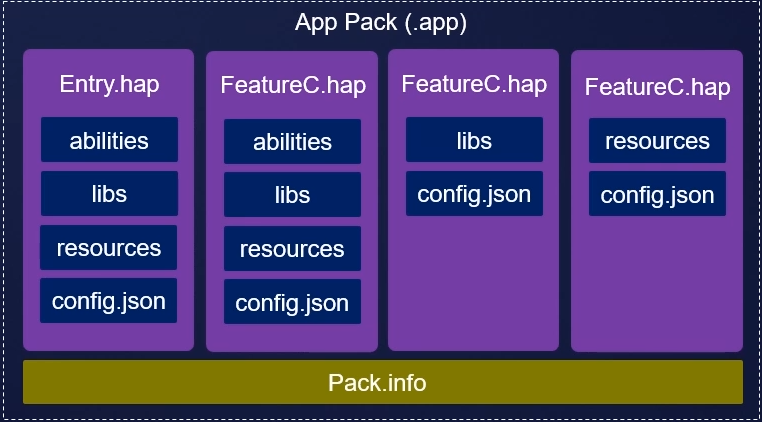 App Pack (.app)
Entry.hap
abilities
libs
resources
config.json
FeatureC.hap
abilities
libs
resources
config.json
FeatureC.hap
libs
config.json
FeatureC.hap
resources
config.json
Pack.info